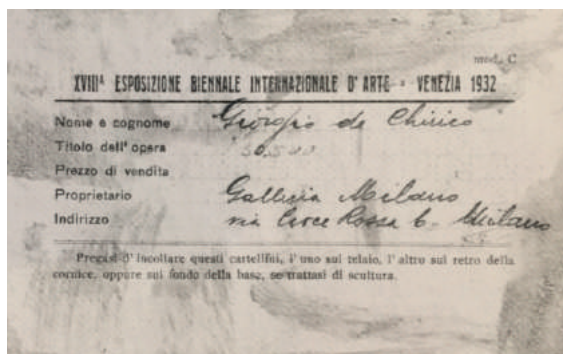 mod. C
XVIIIᴬ ESPOSIZIONE BIENNALE INTERNAZIONALE D'ARTE - VENEZIA 1932
Nome e cognome Giorgio de Chirico
Titolo dell'opera
Prezzo di vendita
Proprietario Galleria Milano
Indirizzo via Croce Rossa 6 - Milano
Pregasi d'incollare questi cartellini, l'uno sul telaio, l'altro sul retro della
cornice, oppure sul fondo della base, se trattasi di scultura.